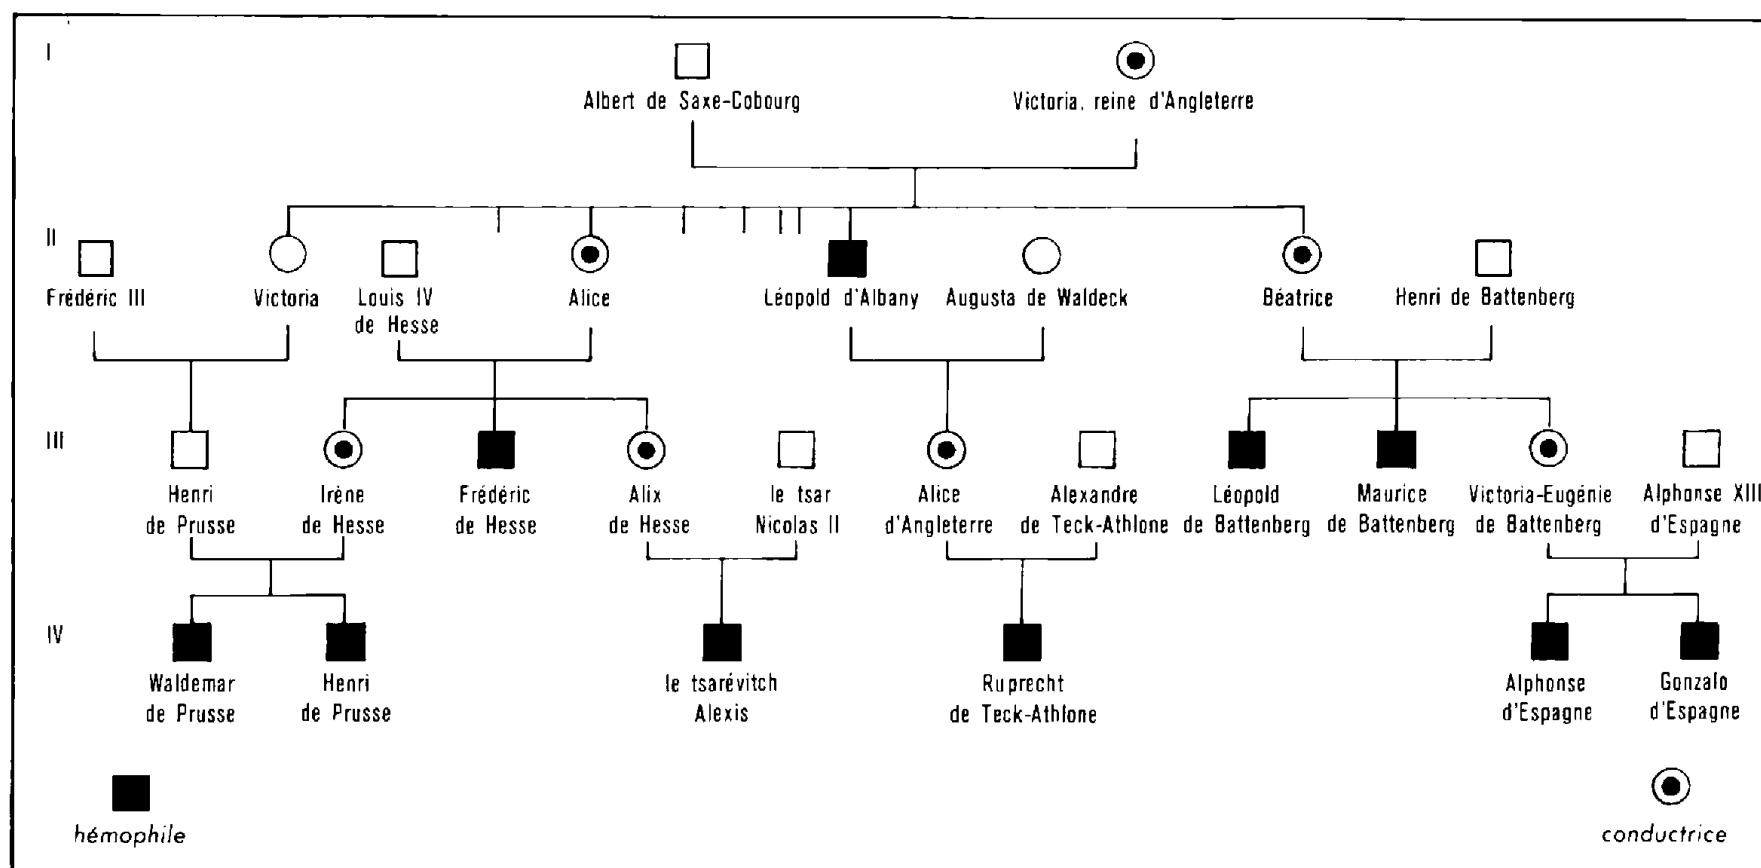 I
Albert de Saxe-Cobourg
Victoria, reine d'Angleterre
II
Frédéric III
Victoria
Louis IV
de Hesse
Alice
Léopold d'Albany
Augusta de Waldeck
Béatrice
Henri de Battenberg
III
Henri
de Prusse
Irène
de Hesse
Frédéric
de Hesse
Alix
de Hesse
le tsar
Nicolas II
Alice
d'Angleterre
Alexandre
de Teck-Athlone
Léopold
de Battenberg
Maurice
de Battenberg
Victoria-Eugénie
de Battenberg
Alphonse XIII
d'Espagne
IV
Waldemar
de Prusse
Henri
de Prusse
le tsarévitch
Alexis
Ruprecht
de Teck-Athlone
Alphonse
d'Espagne
Gonzalo
d'Espagne
hémophile
conductrice